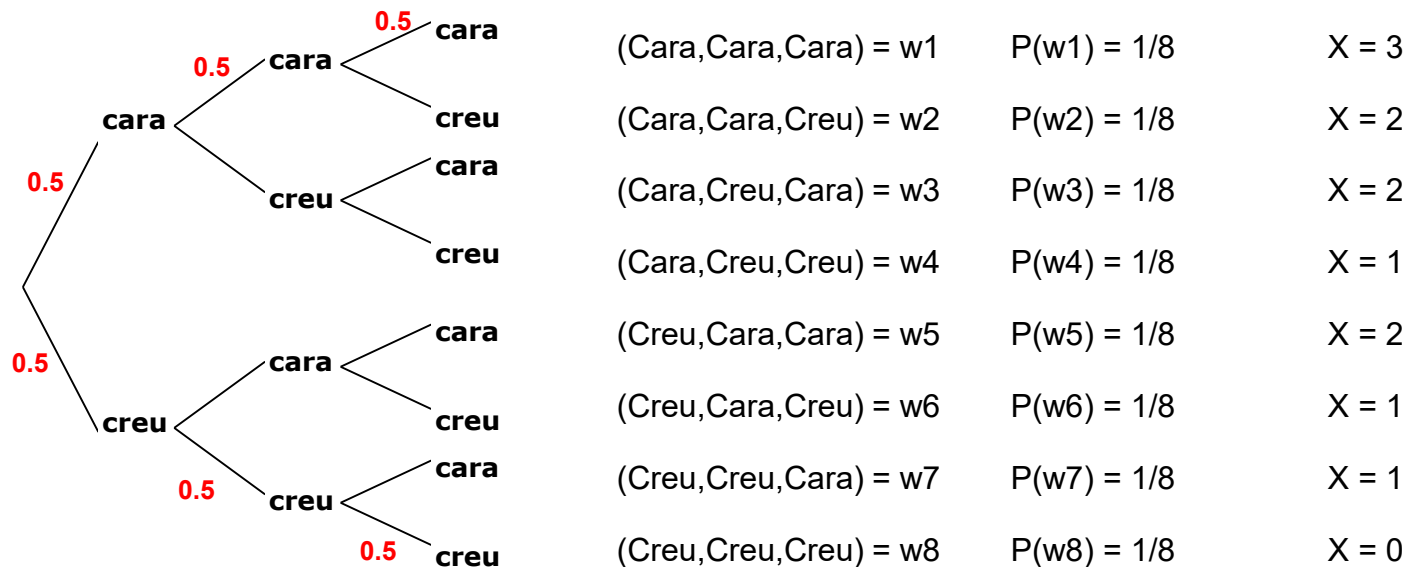 0.5 cara
0.5 cara (Cara,Cara,Cara) = w1 P(w1) = 1/8 X = 3
cara creu (Cara,Cara,Creu) = w2 P(w2) = 1/8 X = 2
cara
0.5 creu (Cara,Creu,Cara) = w3 P(w3) = 1/8 X = 2
creu (Cara,Creu,Creu) = w4 P(w4) = 1/8 X = 1
cara (Creu,Cara,Cara) = w5 P(w5) = 1/8 X = 2
0.5 cara
creu creu (Creu,Cara,Creu) = w6 P(w6) = 1/8 X = 1
cara (Creu,Creu,Cara) = w7 P(w7) = 1/8 X = 1
0.5 creu
0.5 creu (Creu,Creu,Creu) = w8 P(w8) = 1/8 X = 0